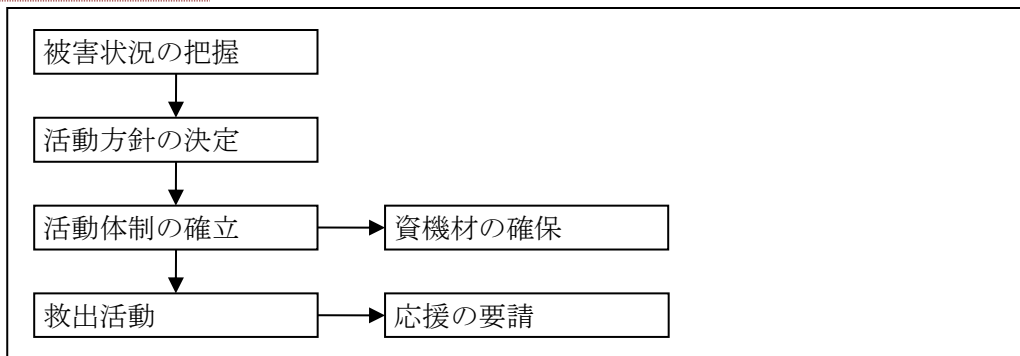 被害状況の把握
活動方針の決定
活動体制の確立
資機材の確保
救出活動
応援の要請